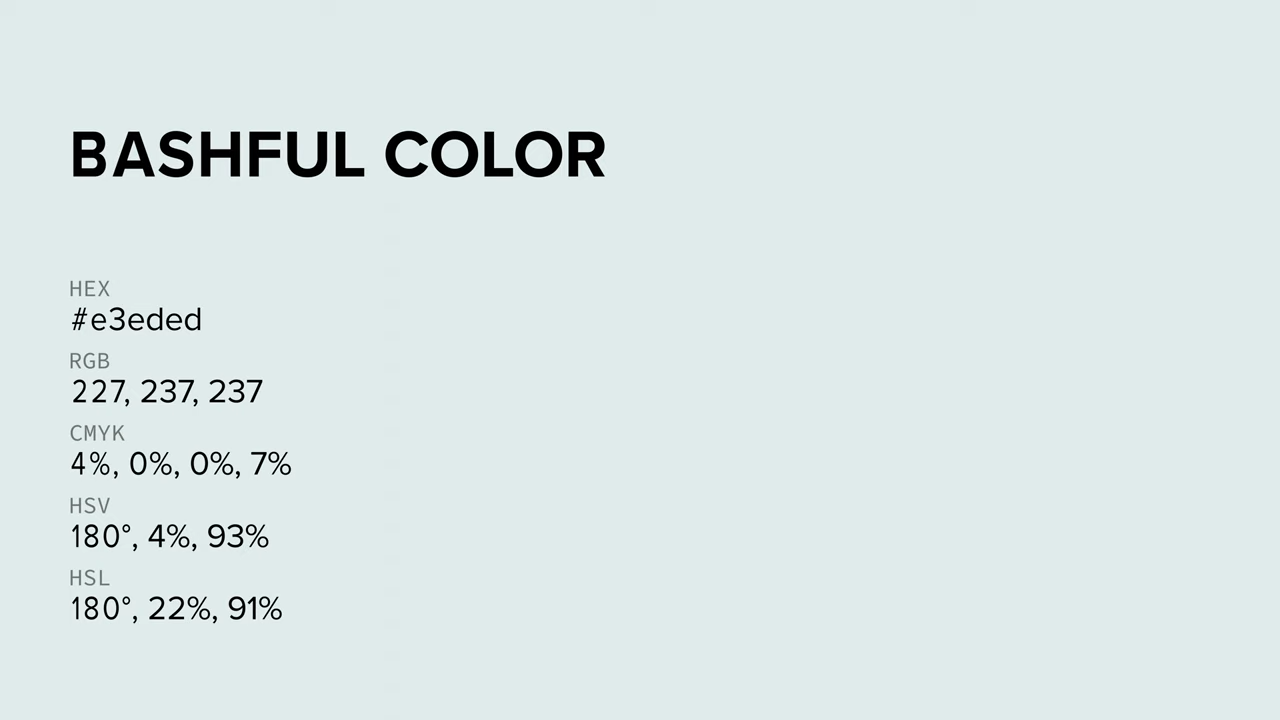 BASHFUL COLOR
HEX
#e3eded
RGB
227, 237, 237
CMYK
4%, 0%, 0%, 7%
HSV
180°, 4%, 93%
HSL
180°, 22%, 91%